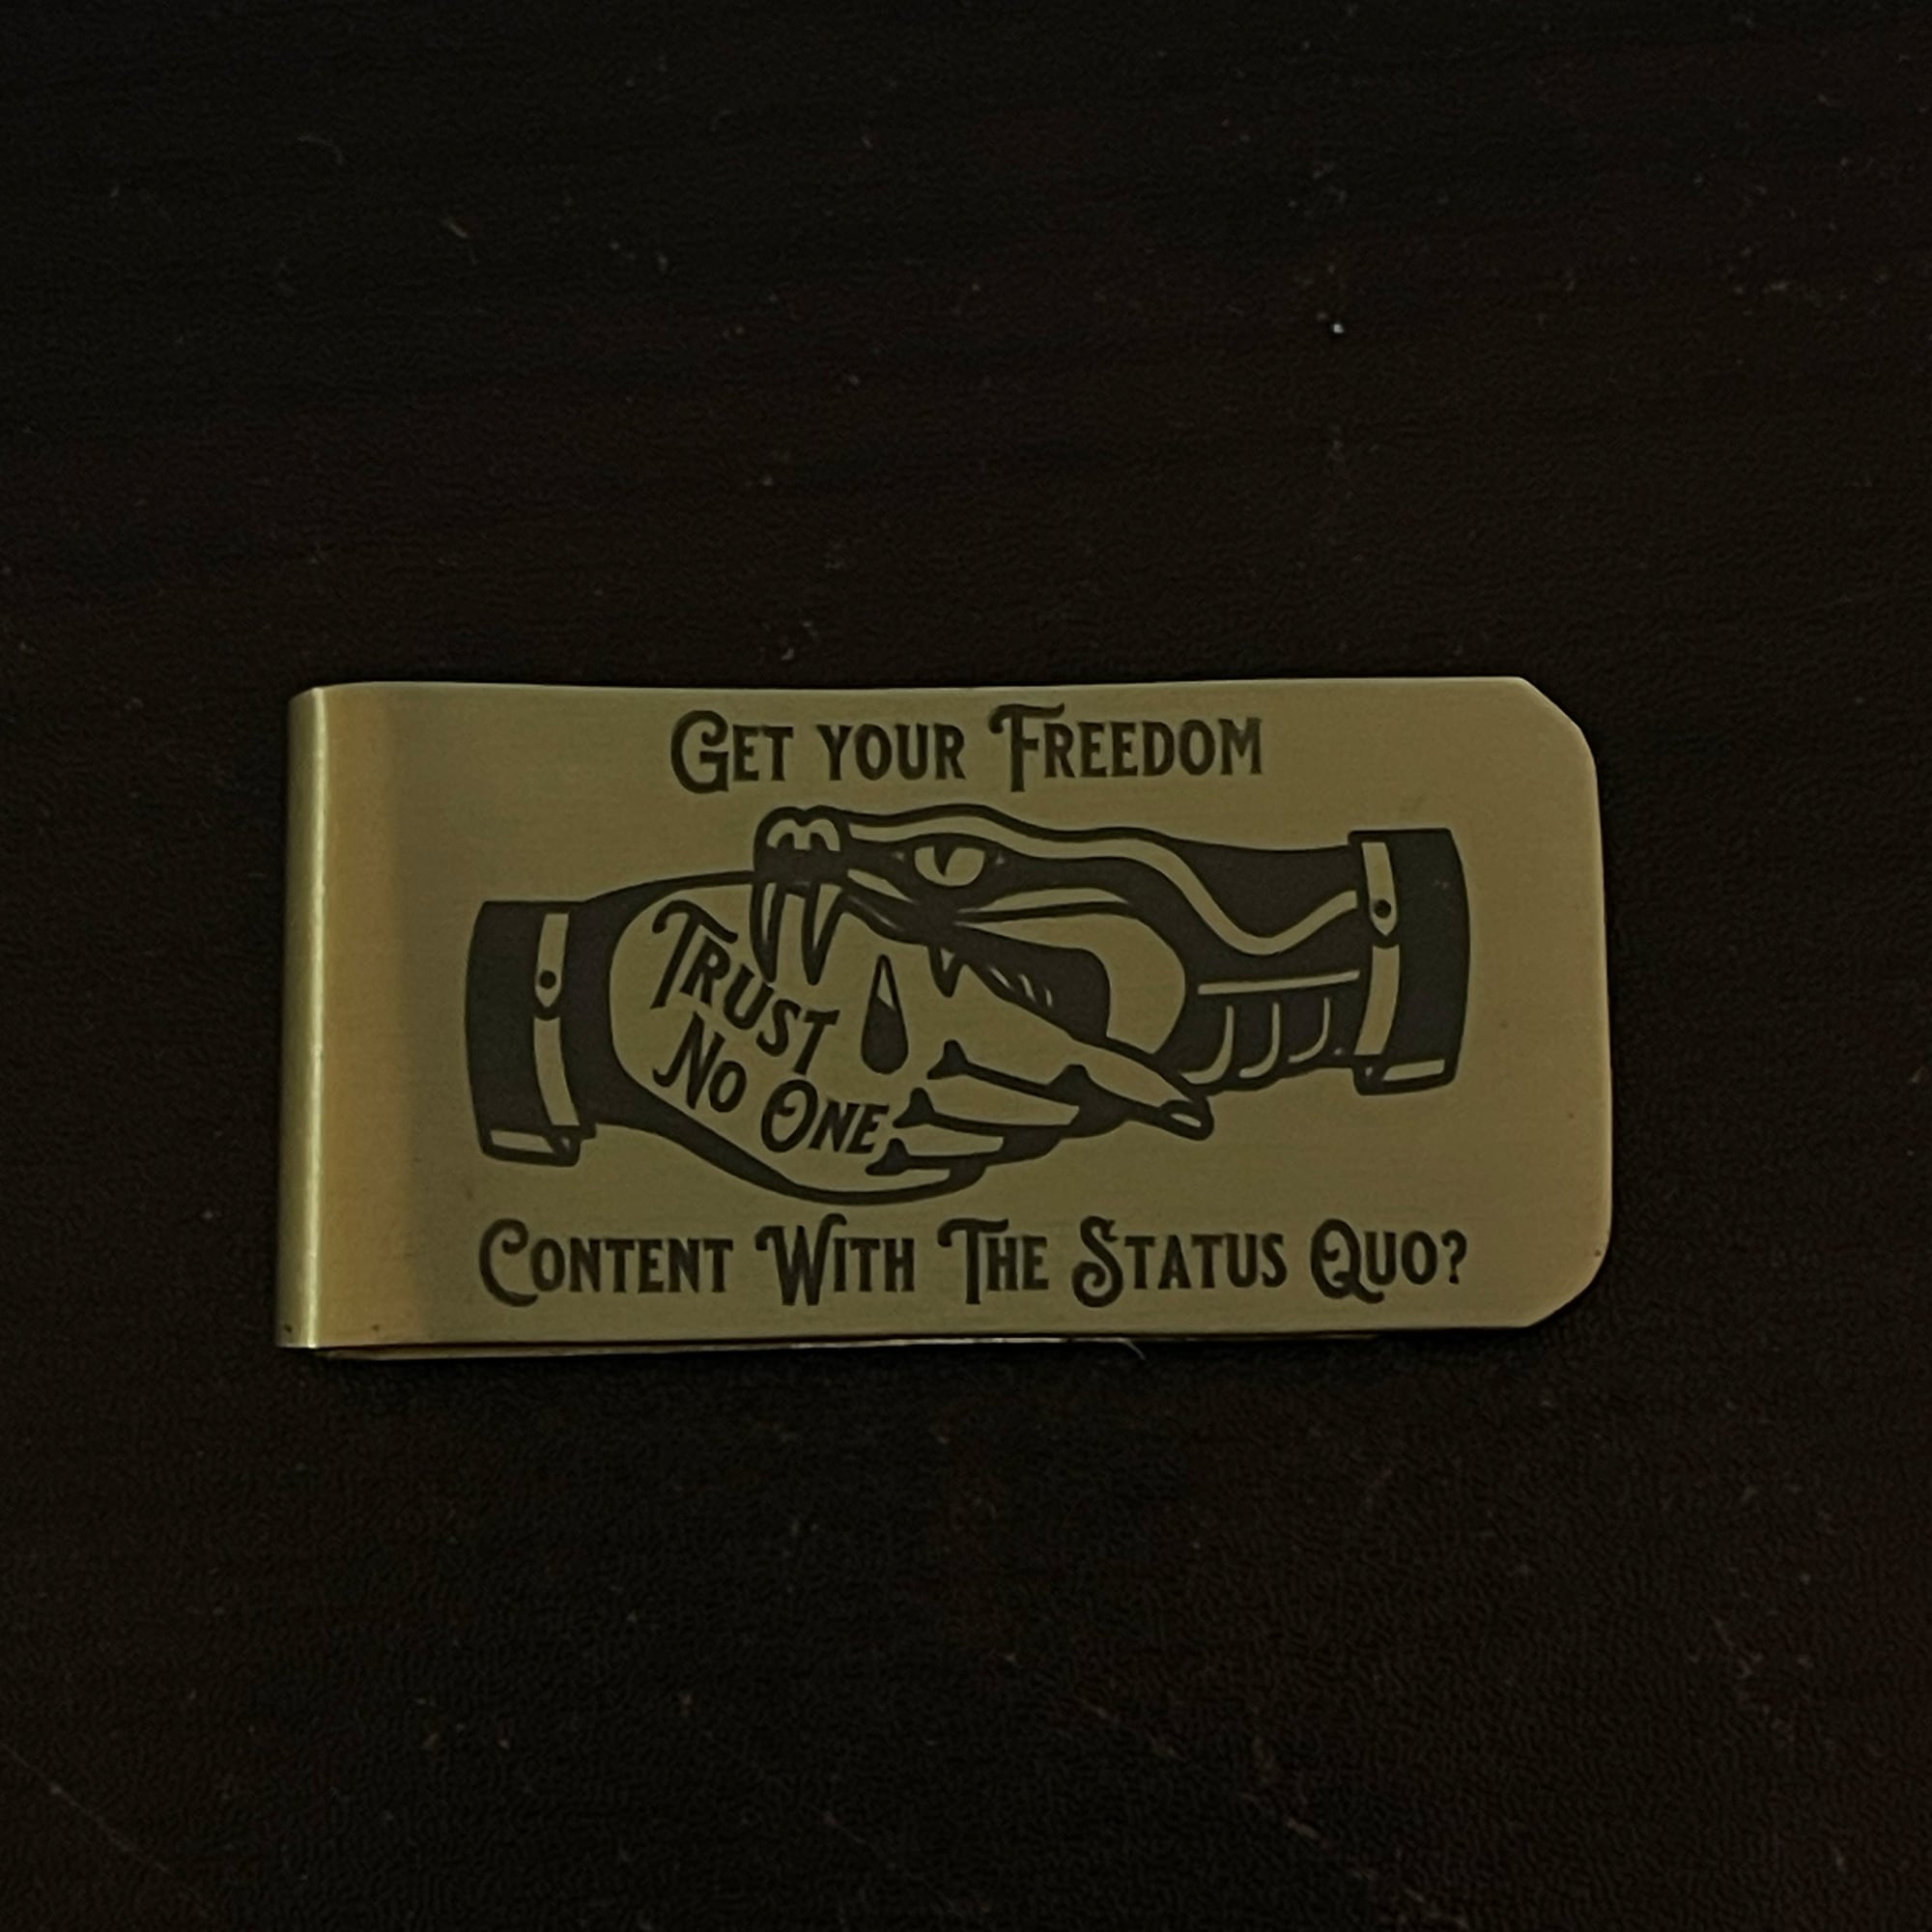 Get your Freedom
Trust
No One
Content With The Status Quo?